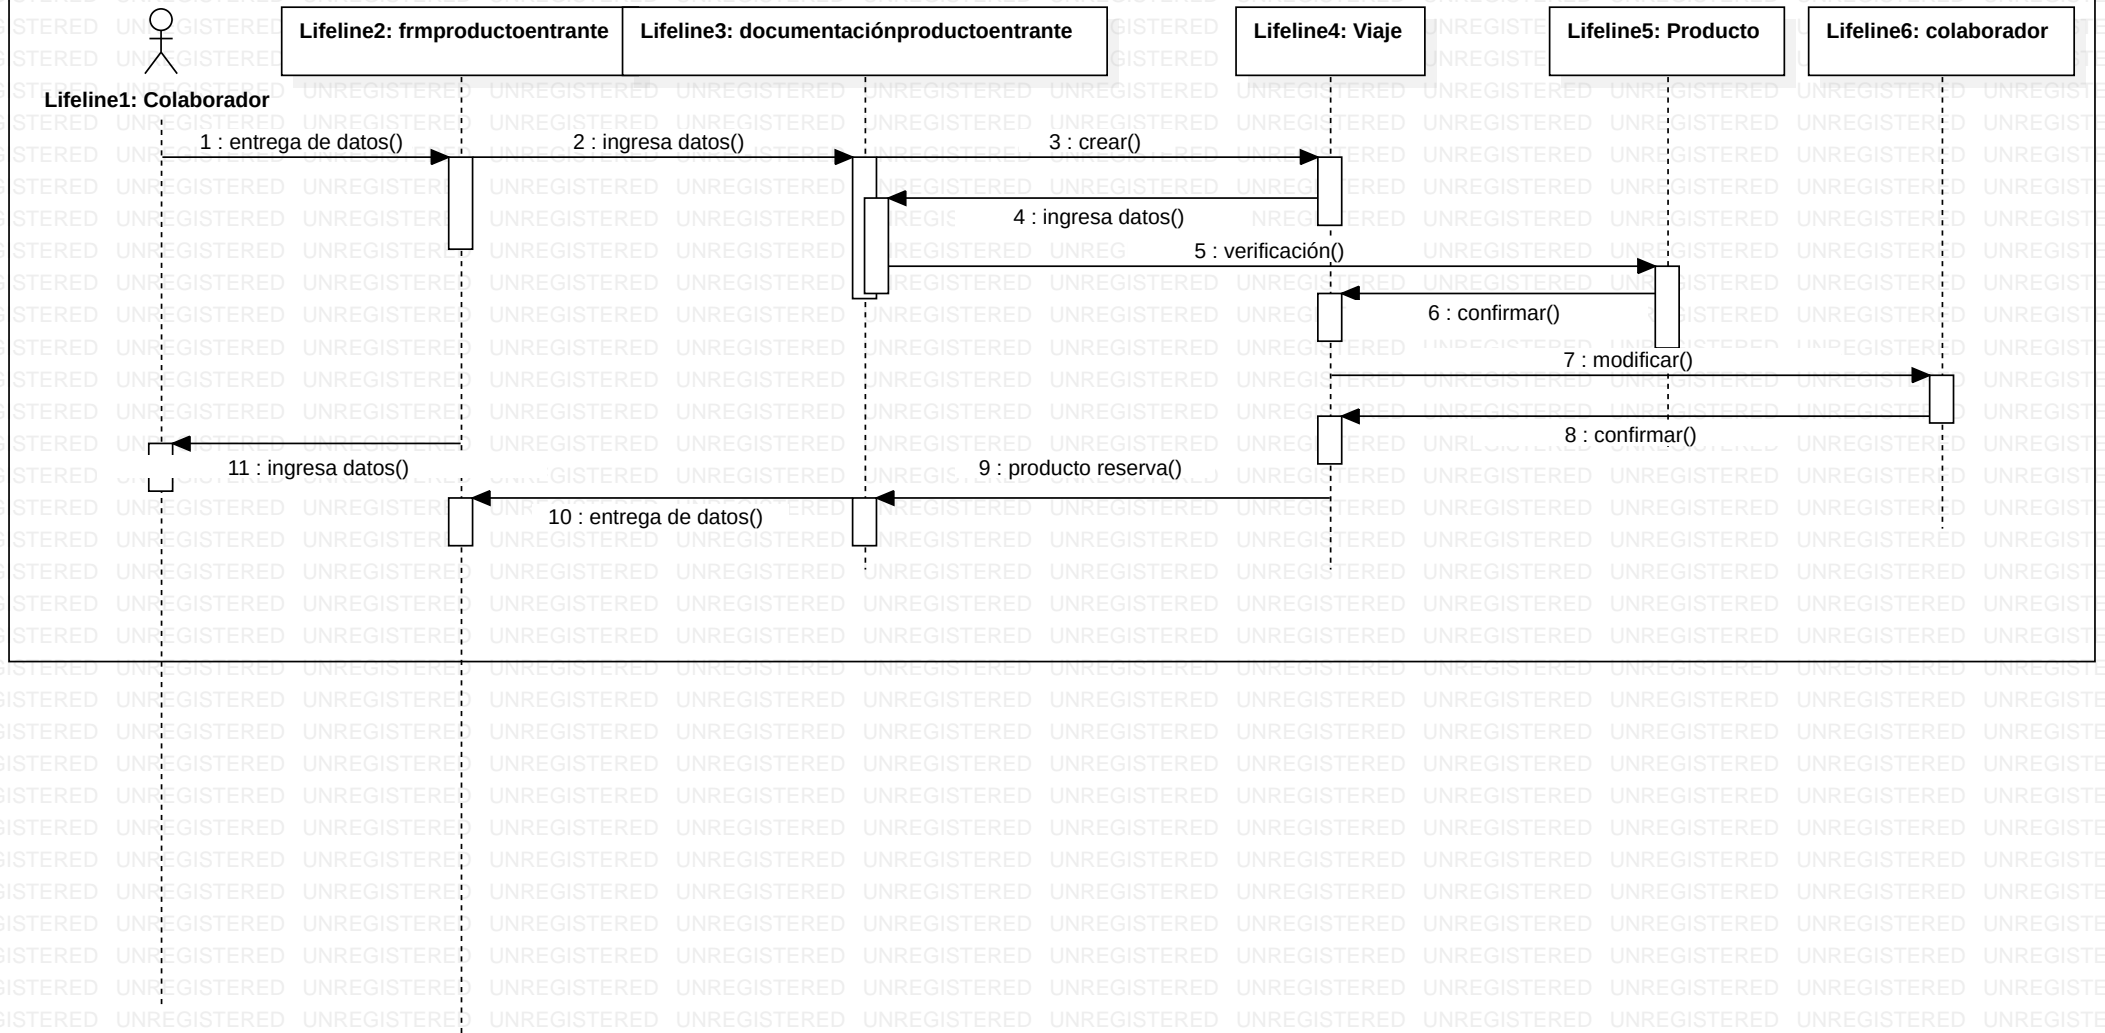 Lifeline2: frmproductoentrante
Lifeline3: documentaciónproductoentrante
Lifeline4: Viaje
Lifeline5: Producto
Lifeline6: colaborador
Lifeline1: Colaborador
1 : entrega de datos()
2 : ingresa datos()
3 : crear()
4 : ingresa datos()
5 : verificación()
6 : confirmar()
7 : modificar()
8 : confirmar()
11 : ingresa datos()
9 : producto reserva()
10 : entrega de datos()
UNREGISTERED